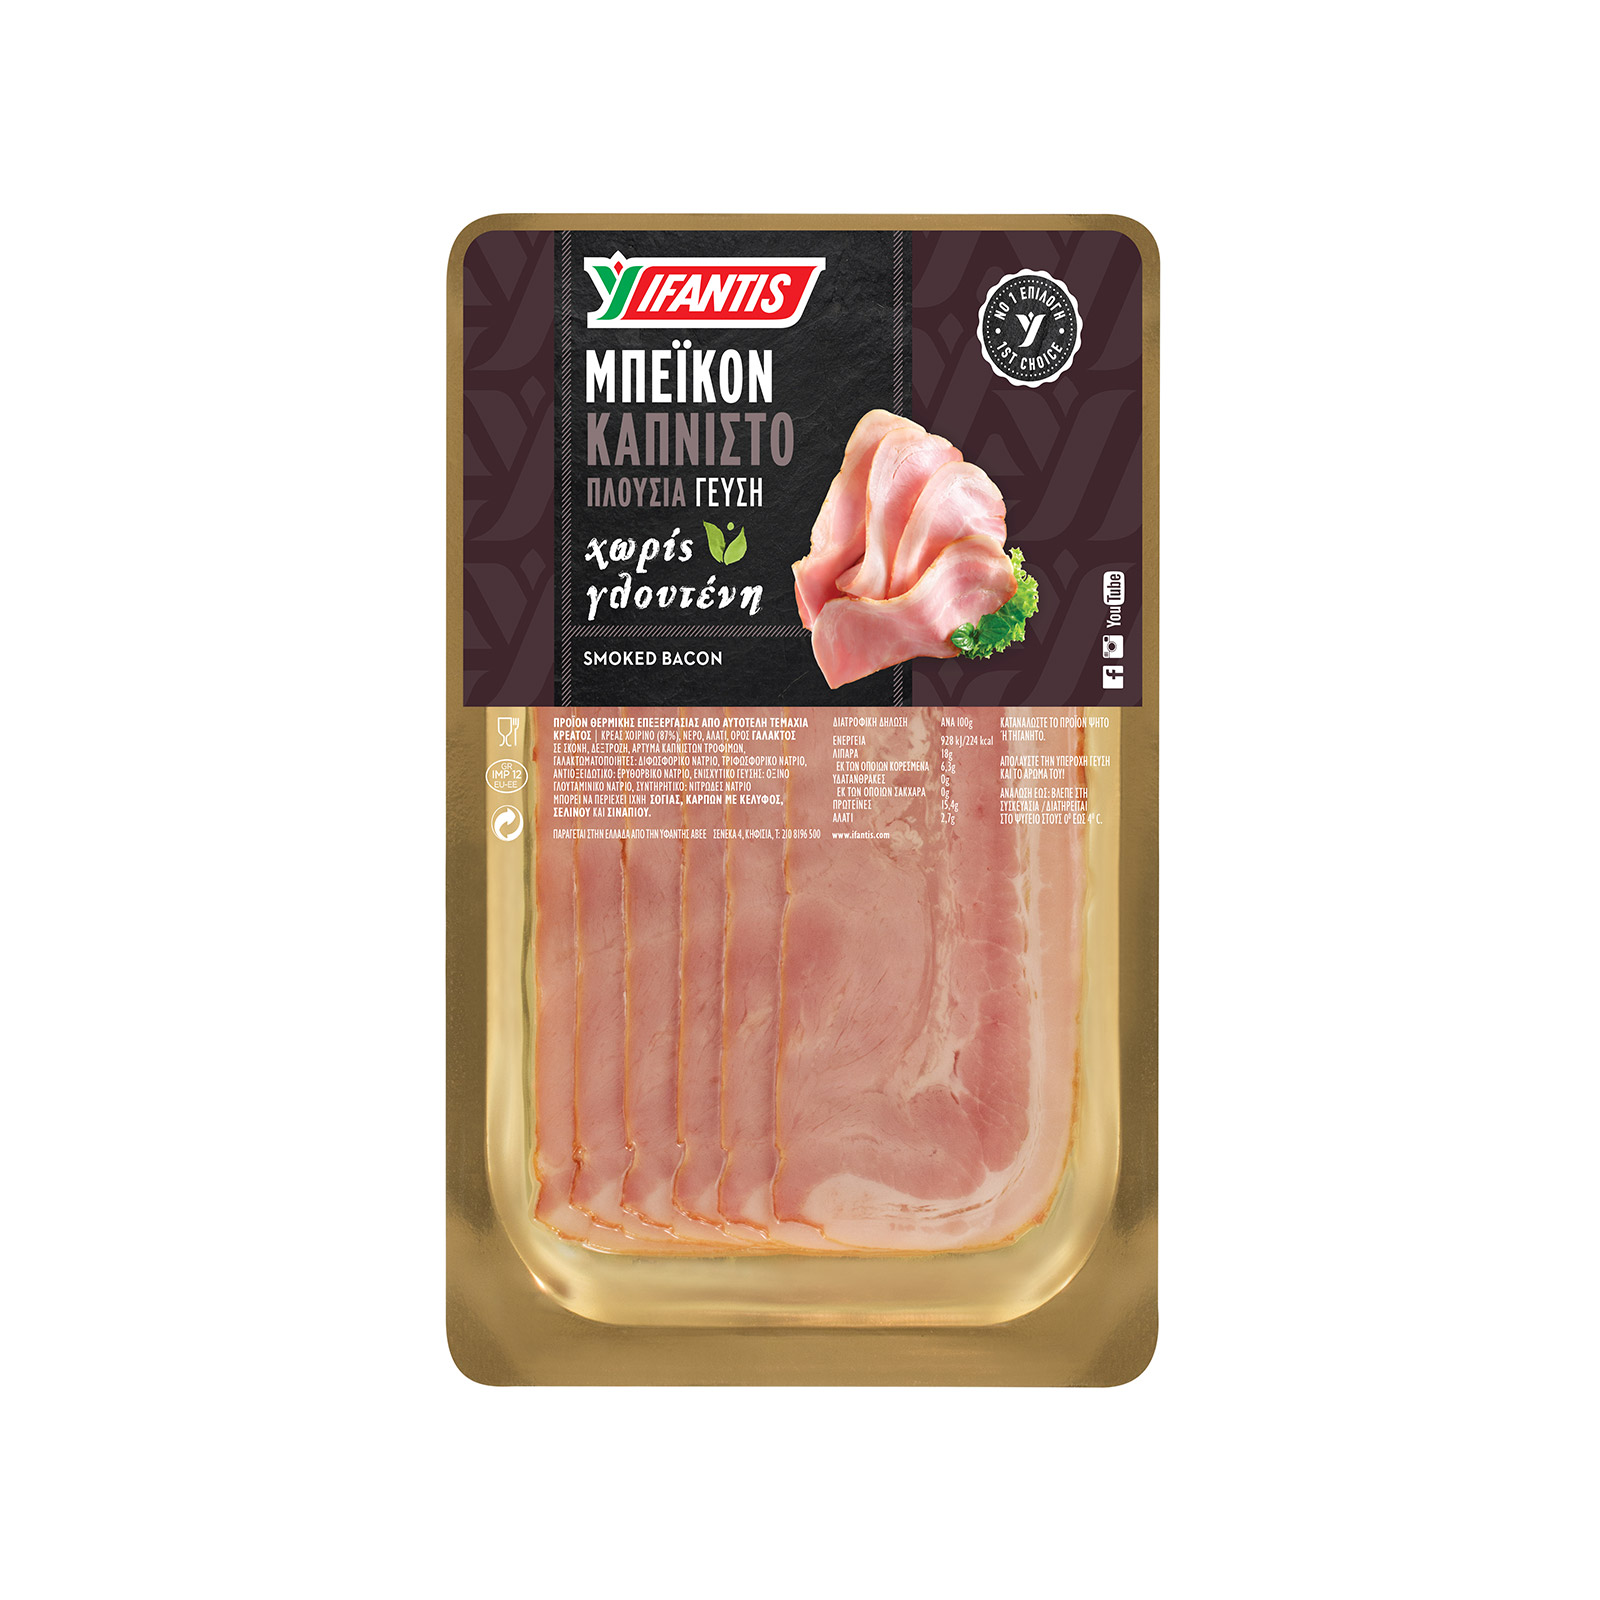 IFANTIS
ΜΠΕΪΚΟΝ
ΚΑΠΝΙΣΤΟ
ΠΛΟΥΣΙΑ ΓΕΥΣΗ
χωρίς
γλουτένη
SMOKED BACON
ΝΟ 1 ΕΠΙΛΟΓΗ
1ST CHOICE
YouTube
GR
IMP 12
EU-EE
ΠΡΟΪΟΝ ΘΕΡΜΙΚΗΣ ΕΠΕΞΕΡΓΑΣΙΑΣ ΑΠΟ ΑΥΤΟΤΕΛΗ ΤΕΜΑΧΙΑ
ΚΡΕΑΤΟΣ | ΚΡΕΑΣ ΧΟΙΡΙΝΟ (87%), ΝΕΡΟ, ΑΛΑΤΙ, ΟΡΟΣ ΓΑΛΑΚΤΟΣ
ΣΕ ΣΚΟΝΗ, ΔΕΞΤΡΟΖΗ, ΑΡΤΥΜΑ ΚΑΠΝΙΣΤΩΝ ΤΡΟΦΙΜΩΝ,
ΓΑΛΑΚΤΩΜΑΤΟΠΟΙΗΤΕΣ: ΔΙΦΩΣΦΟΡΙΚΟ ΝΑΤΡΙΟ, ΤΡΙΦΩΣΦΟΡΙΚΟ ΝΑΤΡΙΟ,
ΑΝΤΙΟΞΕΙΔΩΤΙΚΟ: ΕΡΥΘΟΡΒΙΚΟ ΝΑΤΡΙΟ, ΕΝΙΣΧΥΤΙΚΟ ΓΕΥΣΗΣ: ΟΞΙΝΟ
ΓΛΟΥΤΑΜΙΝΙΚΟ ΝΑΤΡΙΟ, ΣΥΝΤΗΡΗΤΙΚΟ: ΝΙΤΡΩΔΕΣ ΝΑΤΡΙΟ
ΜΠΟΡΕΙ ΝΑ ΠΕΡΙΕΧΕΙ ΙΧΝΗ ΣΟΓΙΑΣ, ΚΑΡΠΩΝ ΜΕ ΚΕΛΥΦΟΣ,
ΣΕΛΙΝΟΥ ΚΑΙ ΣΙΝΑΠΙΟΥ.
ΠΑΡΑΓΕΤΑΙ ΣΤΗΝ ΕΛΛΑΔΑ ΑΠΟ ΤΗΝ ΥΦΑΝΤΗΣ ΑΒΕΕ ΣΕΝΕΚΑ 4, ΚΗΦΙΣΙΑ, Τ: 210 8196 500
ΔΙΑΤΡΟΦΙΚΗ ΔΗΛΩΣΗ ΑΝΑ 100g
ΕΝΕΡΓΕΙΑ 928 kJ/224 kcal
ΛΙΠΑΡΑ 18g
ΕΚ ΤΩΝ ΟΠΟΙΩΝ ΚΟΡΕΣΜΕΝΑ 6,3g
ΥΔΑΤΑΝΘΡΑΚΕΣ 0g
ΕΚ ΤΩΝ ΟΠΟΙΩΝ ΣΑΚΧΑΡΑ 0g
ΠΡΩΤΕΪΝΕΣ 15,4g
ΑΛΑΤΙ 2,7g
www.ifantis.com
ΚΑΤΑΝΑΛΩΣΤΕ ΤΟ ΠΡΟΪΟΝ ΨΗΤΟ
Ή ΤΗΓΑΝΗΤΟ.
ΑΠΟΛΑΥΣΤΕ ΤΗΝ ΥΠΕΡΟΧΗ ΓΕΥΣΗ
ΚΑΙ ΤΟ ΑΡΩΜΑ ΤΟΥ!
ΑΝΑΛΩΣΗ ΕΩΣ: ΒΛΕΠΕ ΣΤΗ
ΣΥΣΚΕΥΑΣΙΑ / ΔΙΑΤΗΡΕΙΤΑΙ
ΣΤΟ ΨΥΓΕΙΟ ΣΤΟΥΣ 0° ΕΩΣ 4° C.